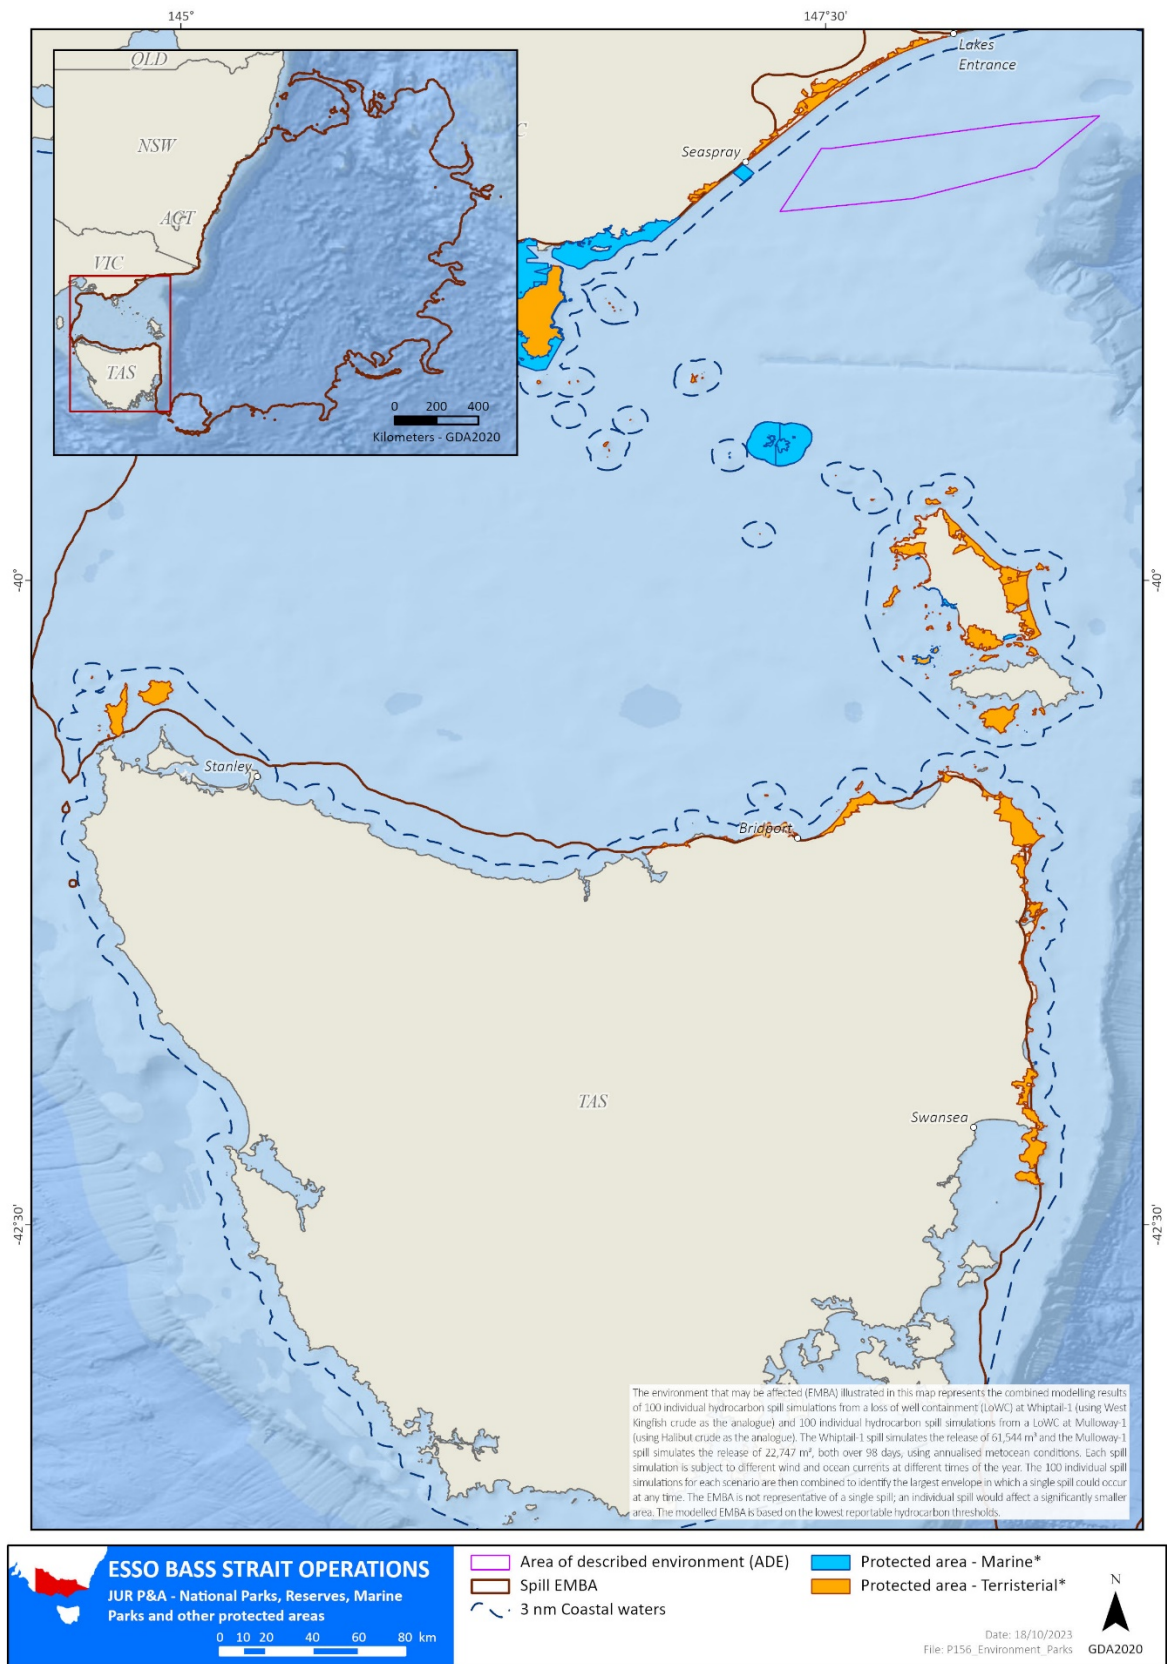 145°
147°30'
QLD
NSW
ACT
VIC
TAS
0 200 400
Kilometers - GDA2020
C
Lakes
Entrance
Seaspray
-40°
-40°
Stanley
Bridport
TAS
Swansea
-42°30'
-42°30'
The environment that may be affected (EMBA) illustrated in this map represents the combined modelling results
of 100 individual hydrocarbon spill simulations from a loss of well containment (LoWC) at Whiptail-1 (using West
Kingfish crude as the analogue) and 100 individual hydrocarbon spill simulations from a LoWC at Mulloway-1
(using Halibut crude as the analogue). The Whiptail-1 spill simulates the release of 61,544 m³ and the Mulloway-1
spill simulates the release of 22,747 m³, both over 98 days, using annualised metocean conditions. Each spill
simulation is subject to different wind and ocean currents at different times of the year. The 100 individual spill
simulations for each scenario are then combined to identify the largest envelope in which a single spill could occur
at any time. The EMBA is not representative of a single spill; an individual spill would affect a significantly smaller
area. The modelled EMBA is based on the lowest reportable hydrocarbon thresholds.
ESSO BASS STRAIT OPERATIONS
JUR P&A - National Parks, Reserves, Marine
Parks and other protected areas
0 10 20 40 60 80 km
Area of described environment (ADE)
Spill EMBA
3 nm Coastal waters
Protected area - Marine*
Protected area - Terristerial*
N
Date: 18/10/2023
File: P156_Environment_Parks
GDA2020